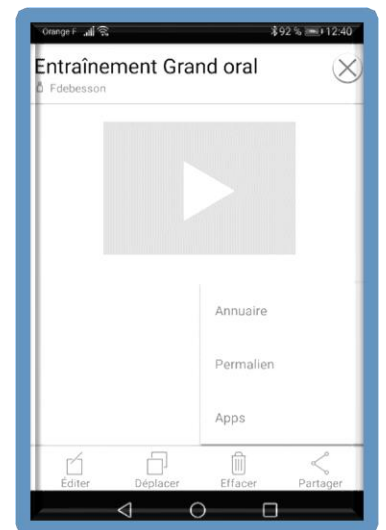 Orange F 92 % 12:40
Entraînement Grand oral
Fdebesson
Annuaire
Permalien
Apps
Éditer Déplacer Effacer Partager